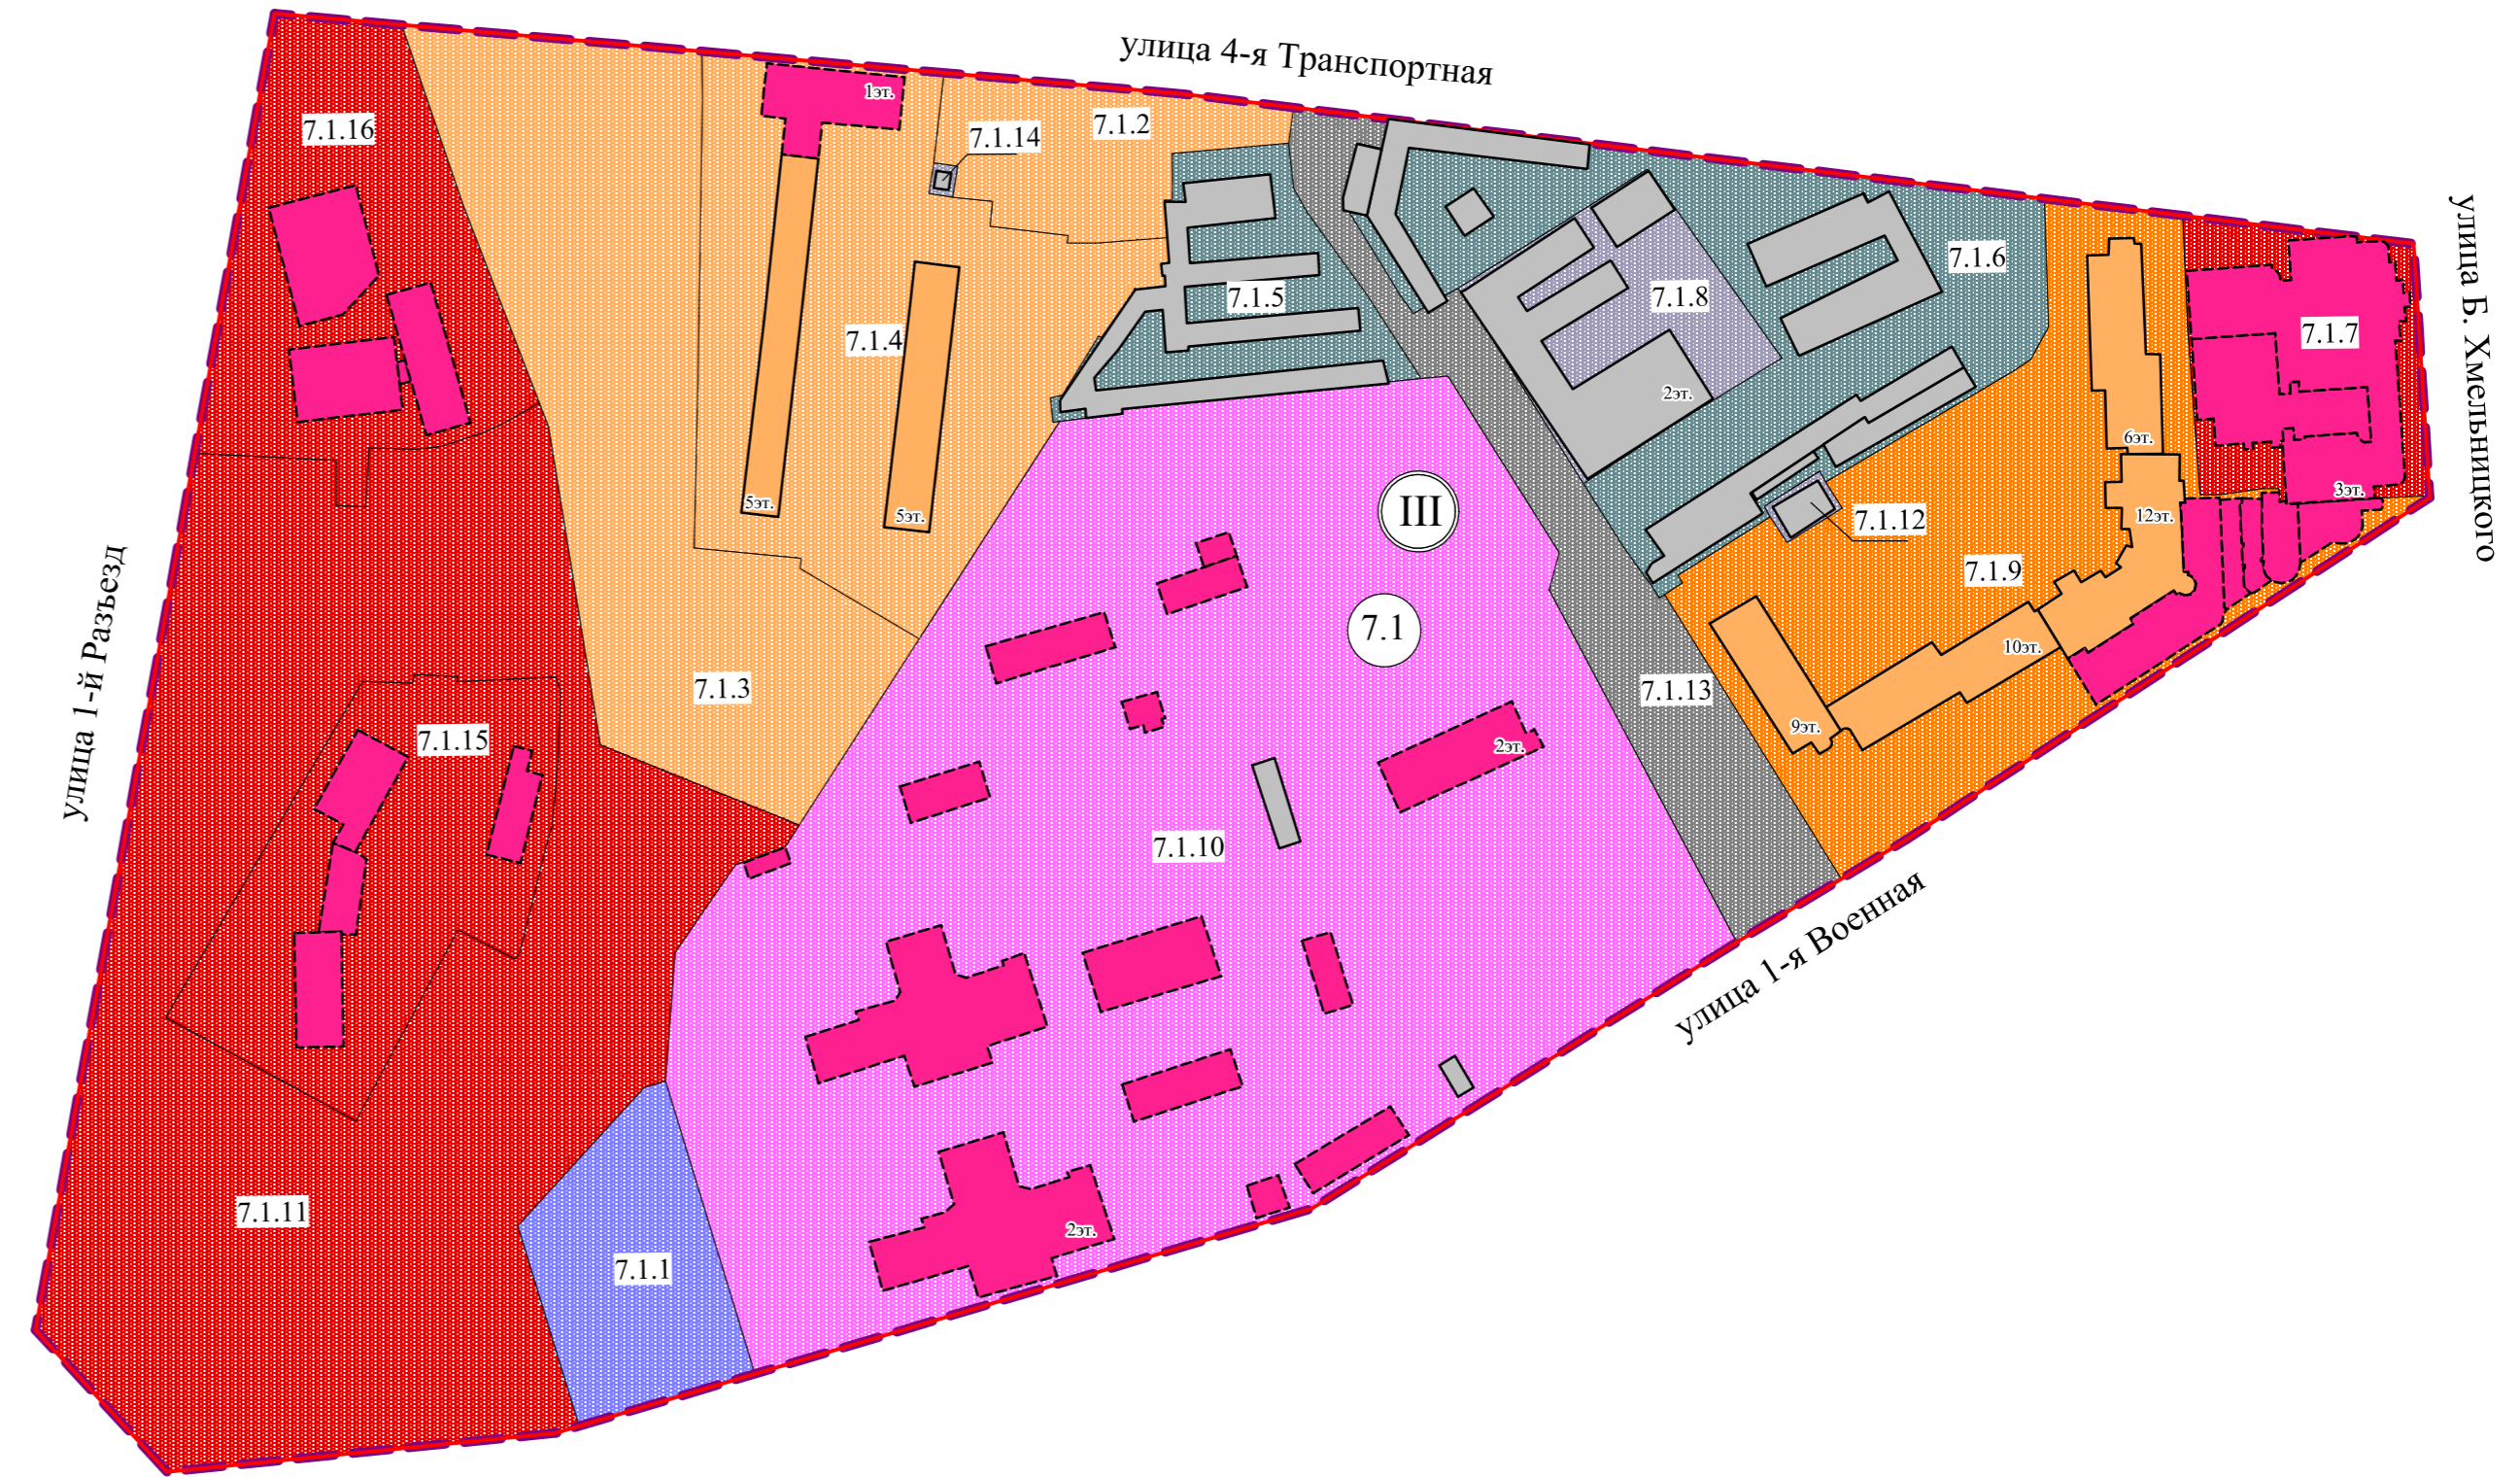 улица 4-я Транспортная
7.1.16
1эт.
7.1.14
7.1.2
улица Б. Хмельницкого
7.1.6
7.1.5
7.1.8
7.1.7
7.1.4
2эт.
6эт.
3эт.
5эт.
5эт.
III
7.1.12
12эт.
улица 1-й Разъезд
7.1.9
7.1
10эт.
7.1.3
7.1.13
9эт.
7.1.15
2эт.
7.1.10
улица 1-я Военная
7.1.11
2эт.
7.1.1